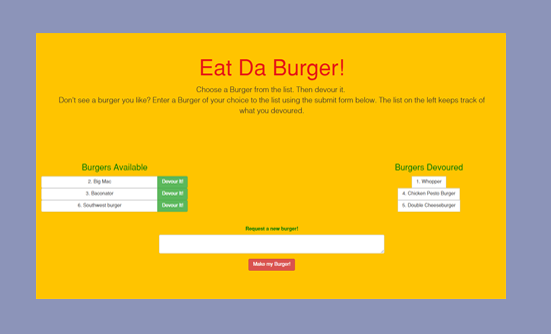 Eat Da Burger!
Choose a Burger from the list. Then devour it.
Don't see a burger you like? Enter a Burger of your choice to the list using the submit form below. The list on the left keeps track of
what you devoured.
Burgers Available
2. Big Mac Devour It!
3. Baconator Devour It!
6. Southwest burger Devour It!
Burgers Devoured
1. Whopper
4. Chicken Pesto Burger
5. Double Cheeseburger
Request a new burger!
Make my Burger!